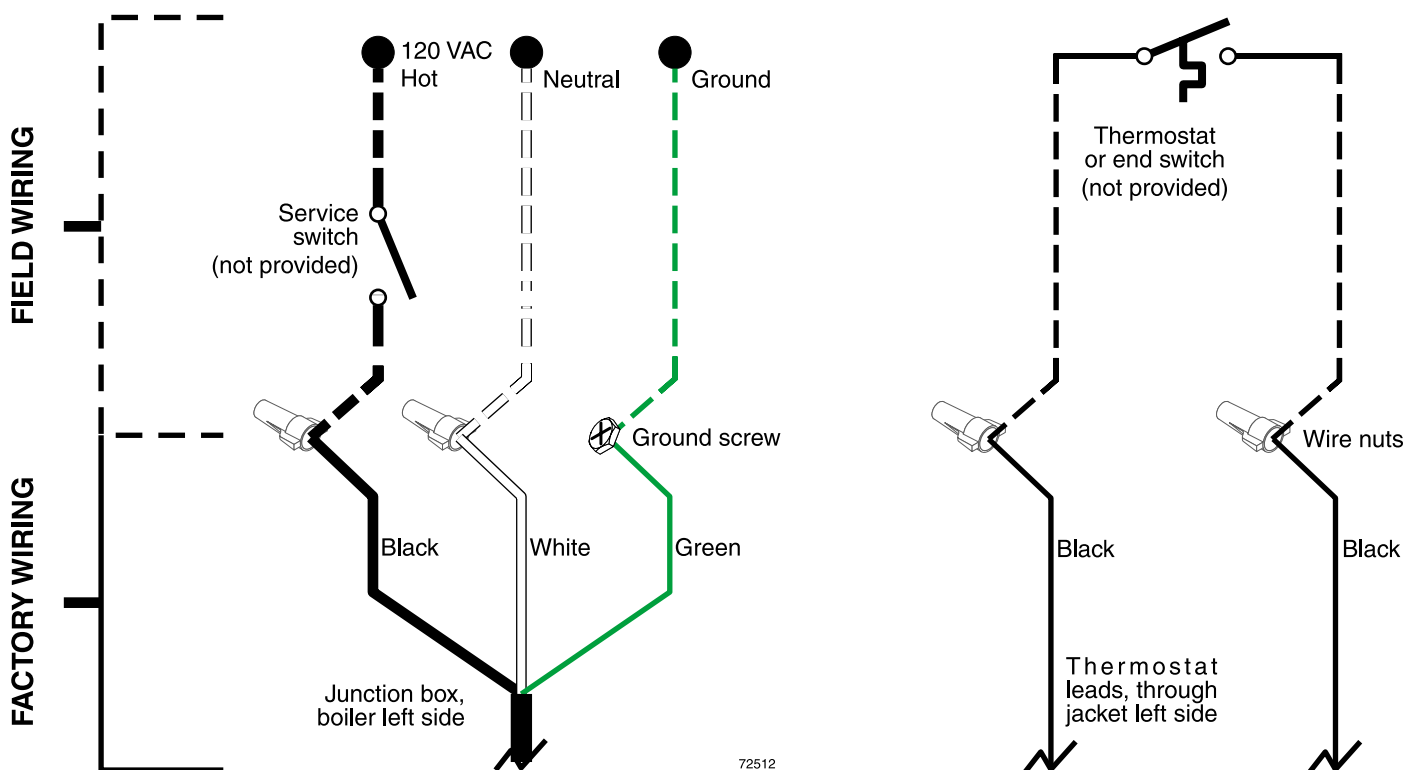 FIELD WIRING
FACTORY WIRING
120 VAC
Hot
Neutral
Ground
Service
switch
(not provided)
Thermostat
or end switch
(not provided)
Ground screw
Wire nuts
Black
White
Green
Black
Black
Junction box,
boiler left side
Thermostat
leads, through
jacket left side
72512